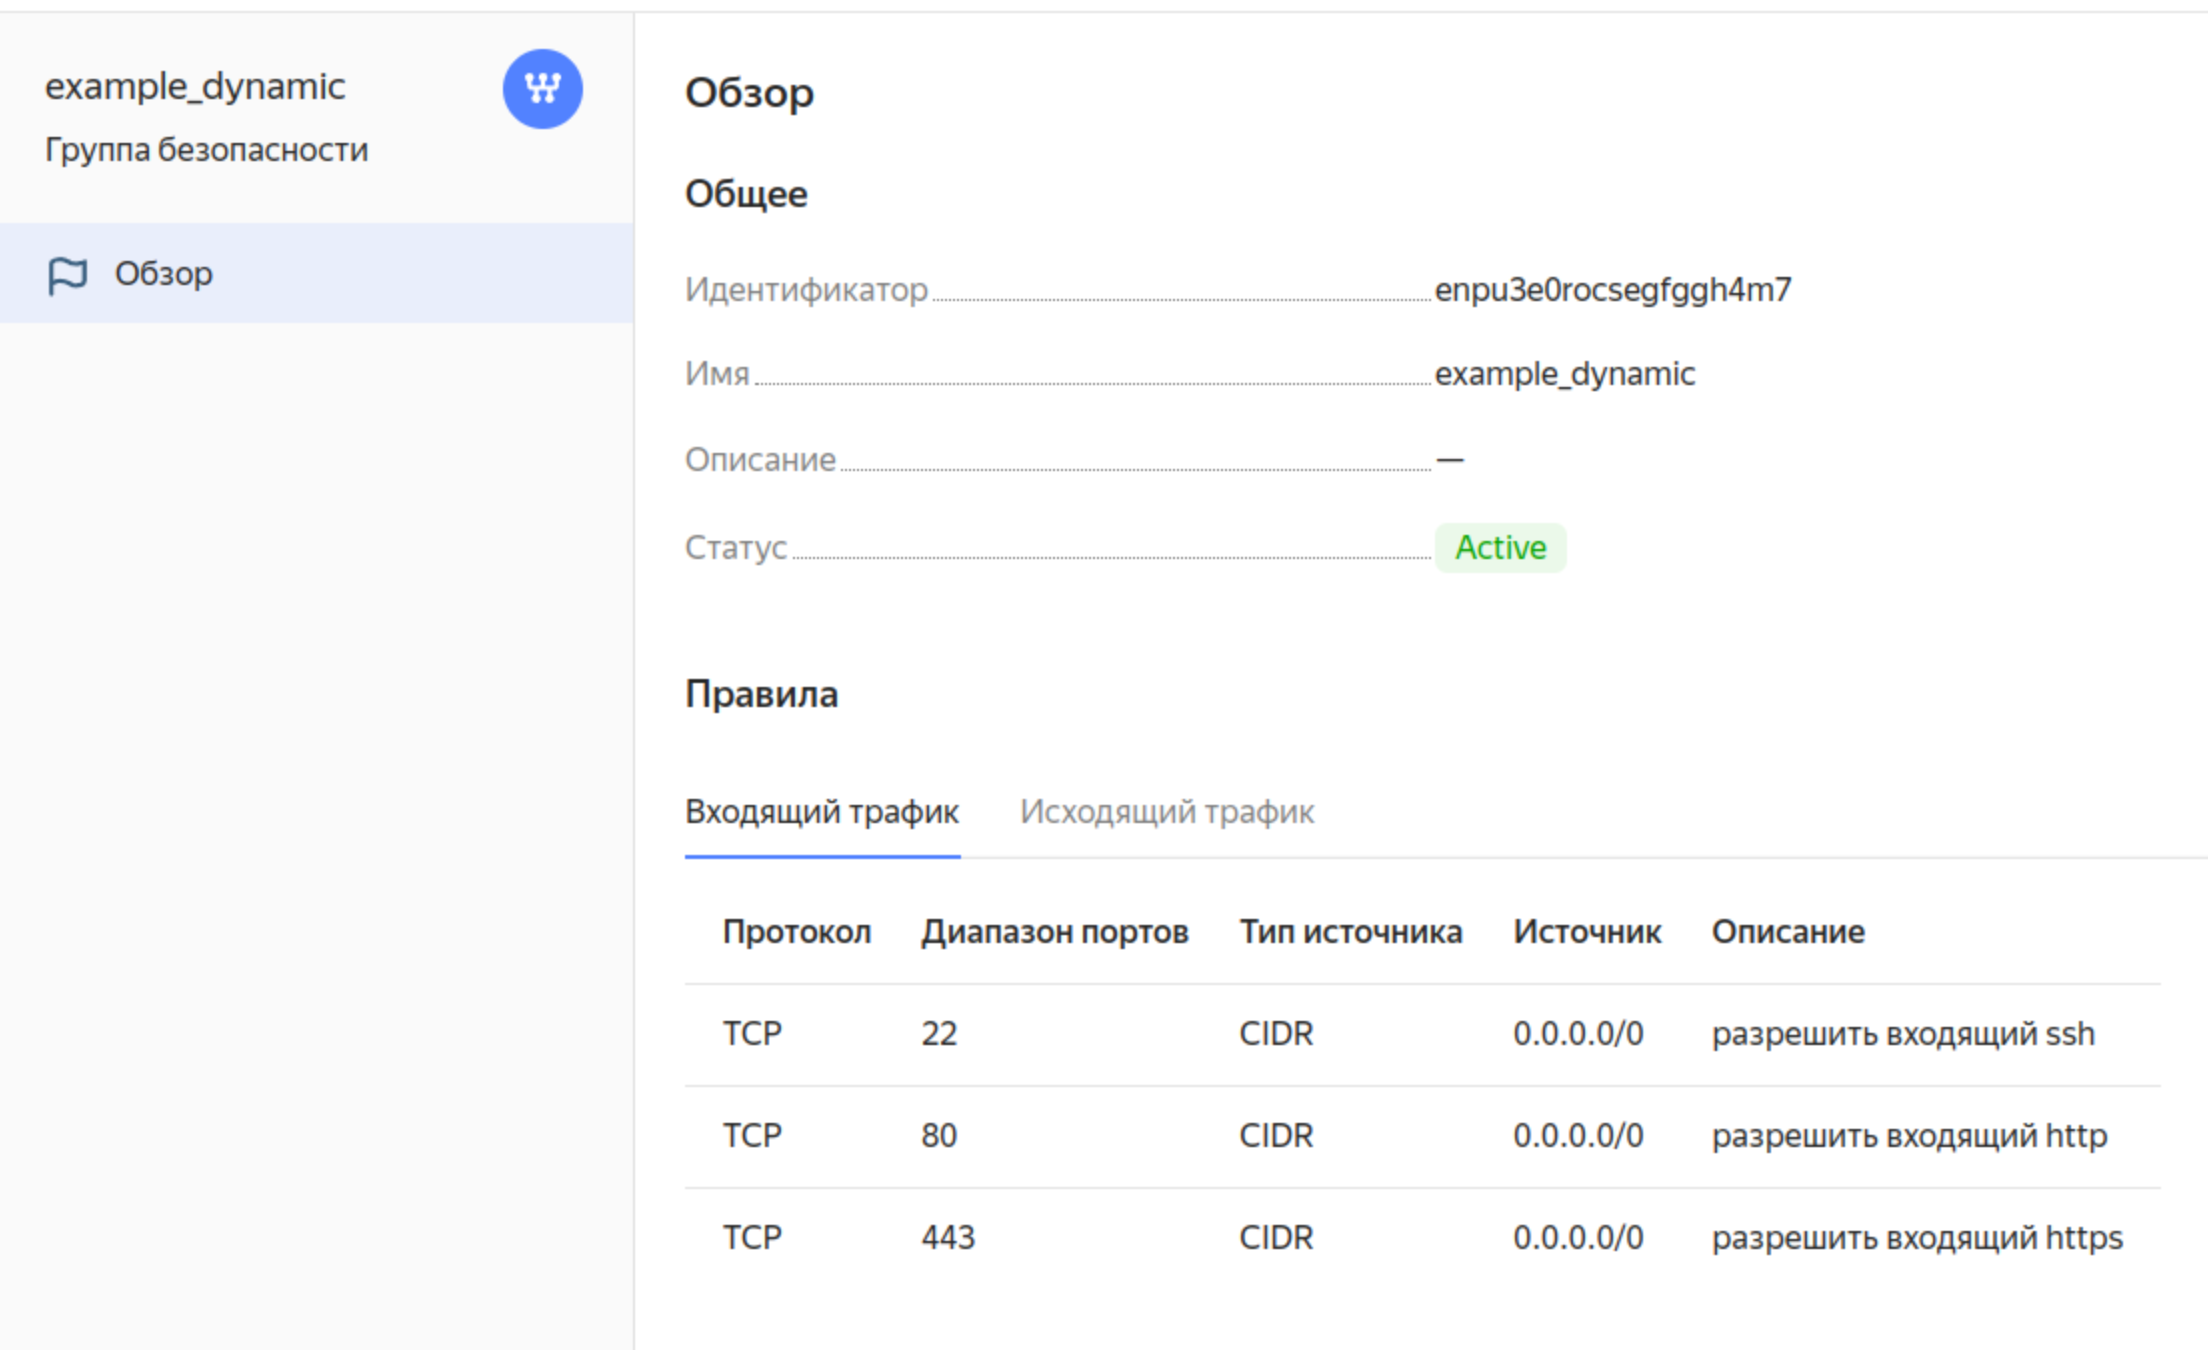 example_dynamic
Группа безопасности
Обзор
Обзор
Общее
Идентификатор enpu3e0rocsegfggh4m7
Имя example_dynamic
Описание —
Статус Active
Правила
Входящий трафик Исходящий трафик
Протокол Диапазон портов Тип источника Источник Описание
TCP 22 CIDR 0.0.0.0/0 разрешить входящий ssh
TCP 80 CIDR 0.0.0.0/0 разрешить входящий http
TCP 443 CIDR 0.0.0.0/0 разрешить входящий https